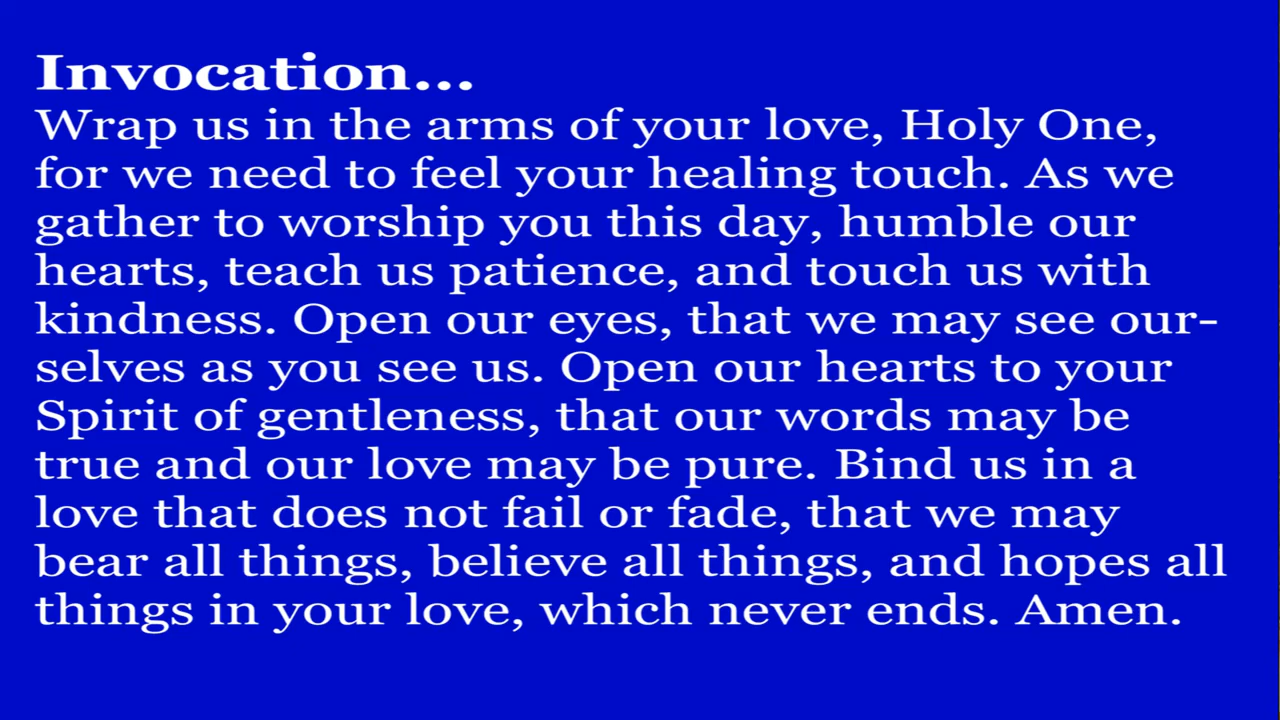 Invocation...
Wrap us in the arms of your love, Holy One,
for we need to feel your healing touch. As we
gather to worship you this day, humble our
hearts, teach us patience, and touch us with
kindness. Open our eyes, that we may see our-
selves as you see us. Open our hearts to your
Spirit of gentleness, that our words may be
true and our love may be pure. Bind us in a
love that does not fail or fade, that we may
bear all things, believe all things, and hopes all
things in your love, which never ends. Amen.